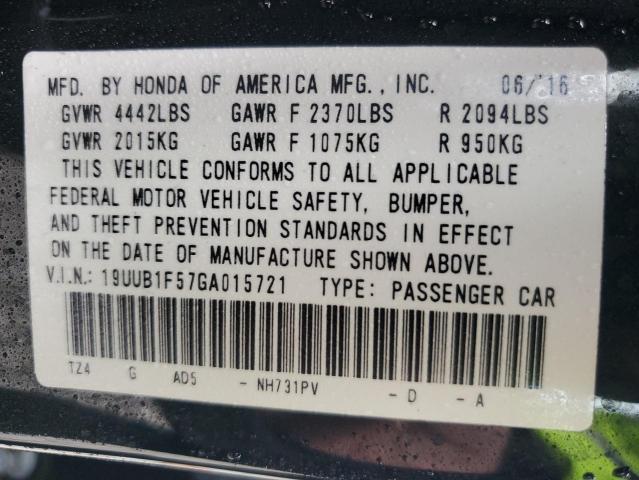 MFD. BY HONDA OF AMERICA MFG., INC. 06/'16
GVWR 4442LBS GAWR F 2370LBS R 2094LBS
GVWR 2015KG GAWR F 1075KG R 950KG
THIS VEHICLE CONFORMS TO ALL APPLICABLE
FEDERAL MOTOR VEHICLE SAFETY, BUMPER,
AND THEFT PREVENTION STANDARDS IN EFFECT
ON THE DATE OF MANUFACTURE SHOWN ABOVE.
V.I.N.: 19UUB1F57GA015721 TYPE: PASSENGER CAR
TZ4 G AD5 - NH731PV - D - A